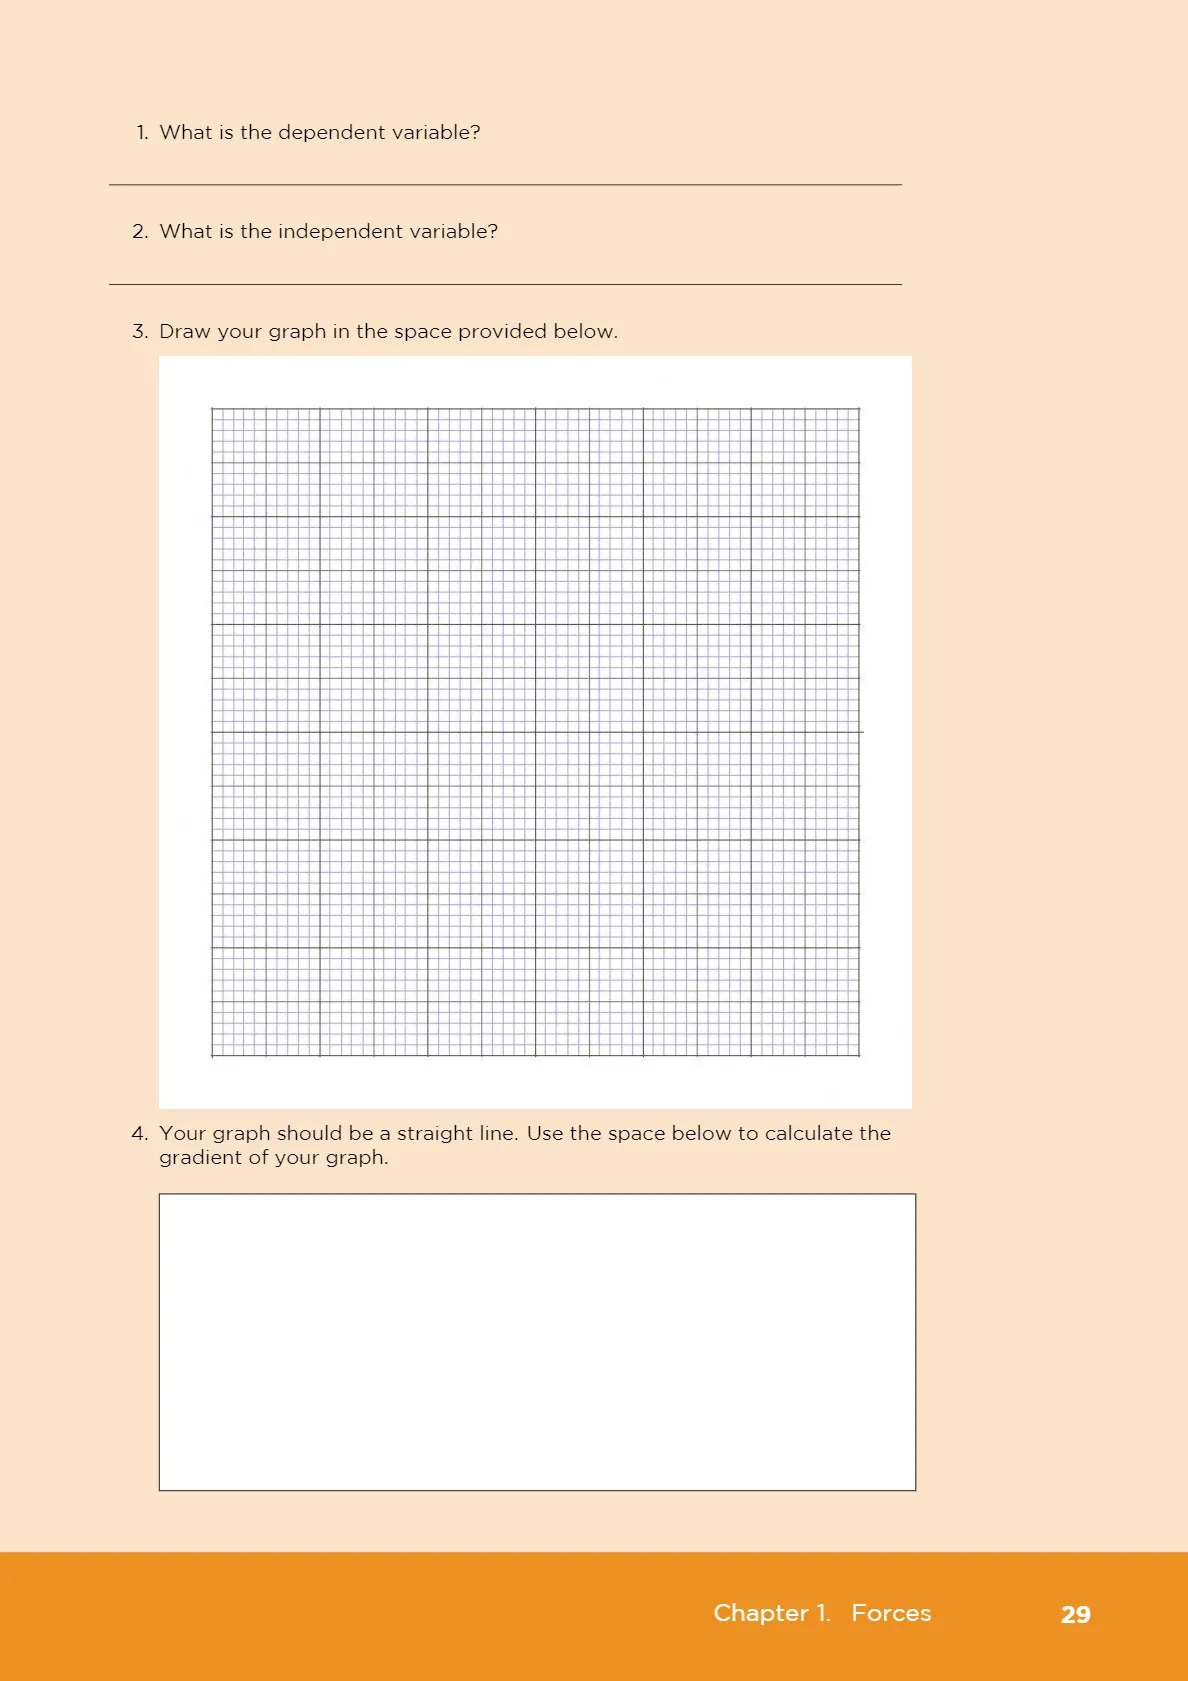 1. What is the dependent variable?
2. What is the independent variable?
3. Draw your graph in the space provided below.
4. Your graph should be a straight line. Use the space below to calculate the
gradient of your graph.
Chapter 1. Forces 29